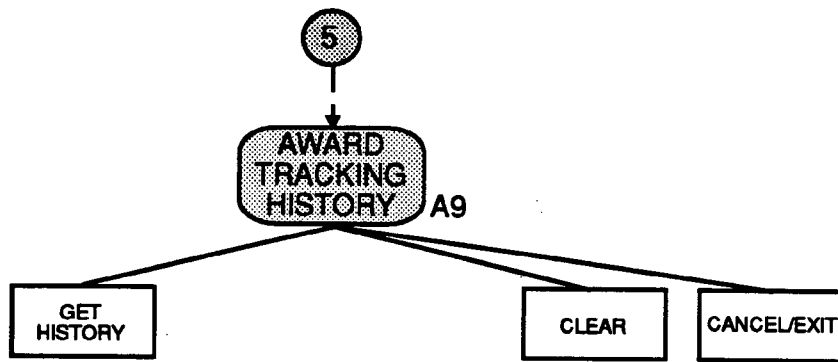 5
AWARD
TRACKING
HISTORY
A9
GET
HISTORY
CLEAR
CANCEL/EXIT